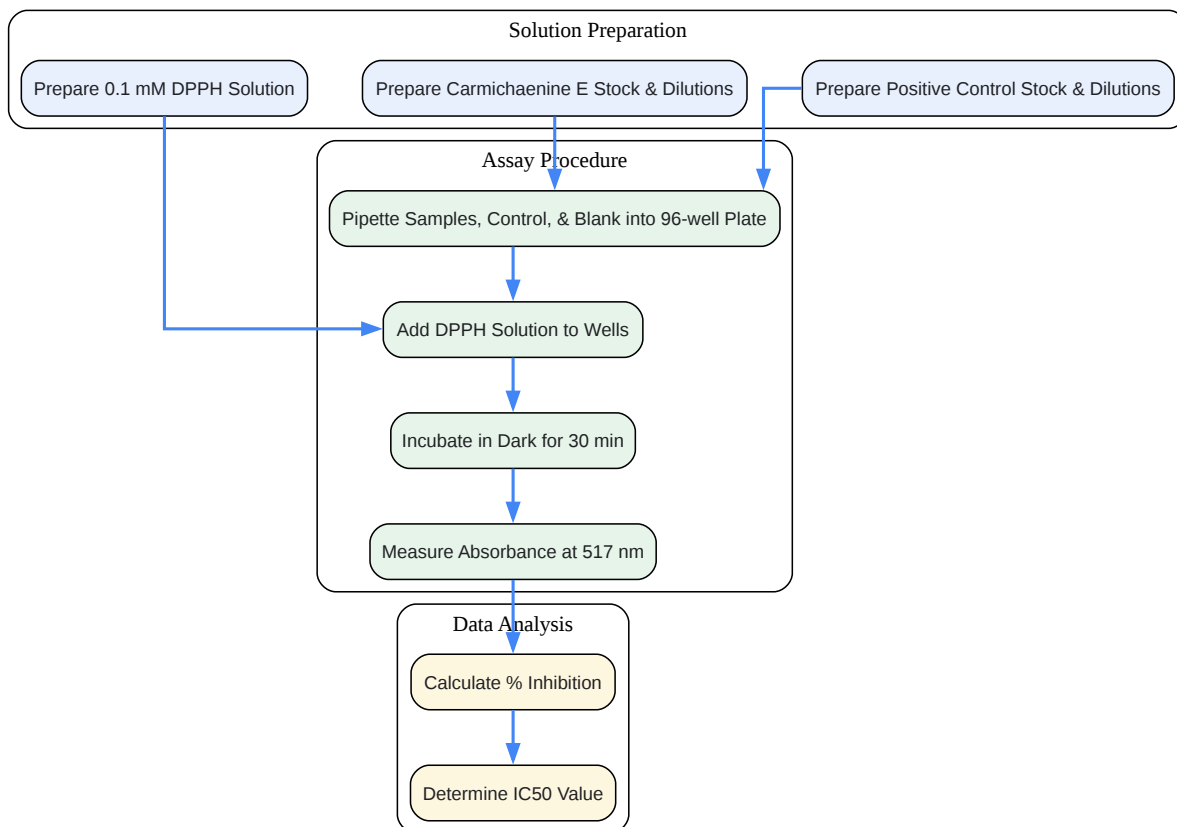 Solution Preparation
Prepare 0.1 mM DPPH Solution
Prepare Carmichaenine E Stock & Dilutions
Prepare Positive Control Stock & Dilutions
Assay Procedure
Pipette Samples, Control, & Blank into 96-well Plate
Add DPPH Solution to Wells
Incubate in Dark for 30 min
Measure Absorbance at 517 nm
Data Analysis
Calculate % Inhibition
Determine IC50 Value